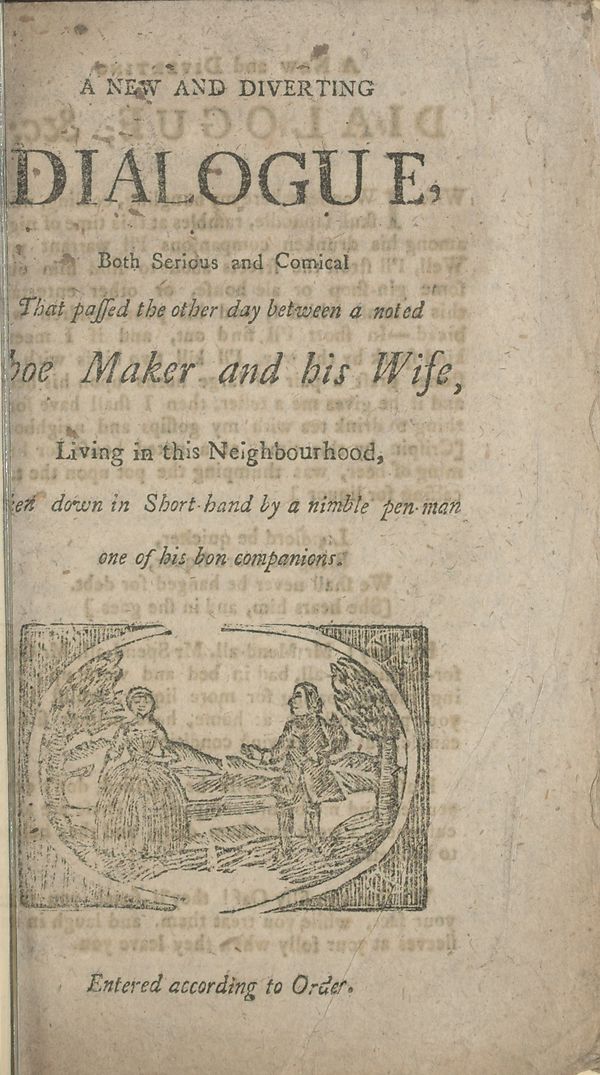 A NEW AND DIVERTING
DIALOGUE,
Both Serious and Comical
That paſſed the other day between a noted
hoe Maker and his Wife,
Living in this Neighbourhood,
ken down in Short-hand by a nimble pen-man
one of his bon companions.
Entered according to Order.